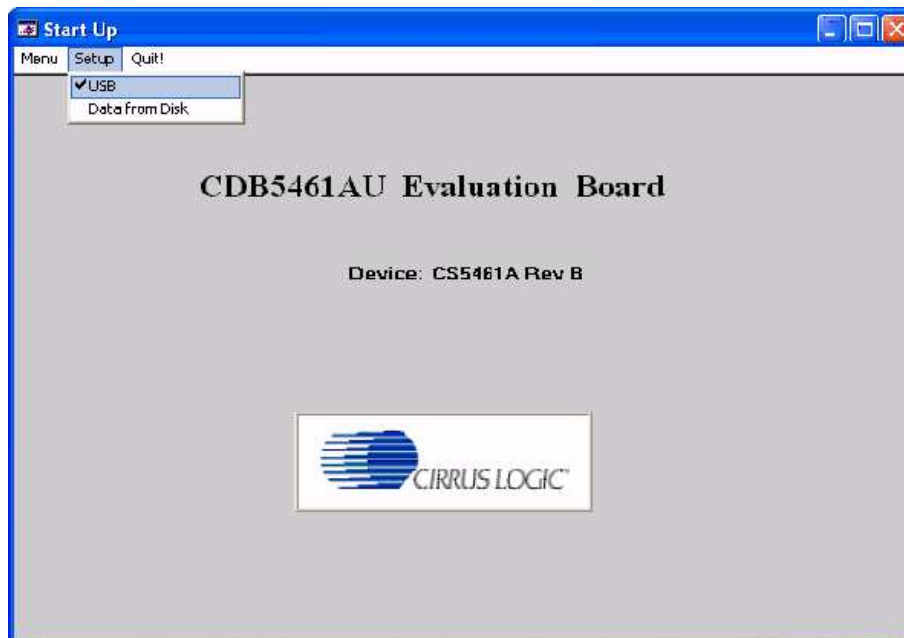 Start Up
Menu Setup Quit!
✔USB
Data from Disk
CDB5461AU Evaluation Board
Device: CS5461A Rev B
CIRRUS LOGIC